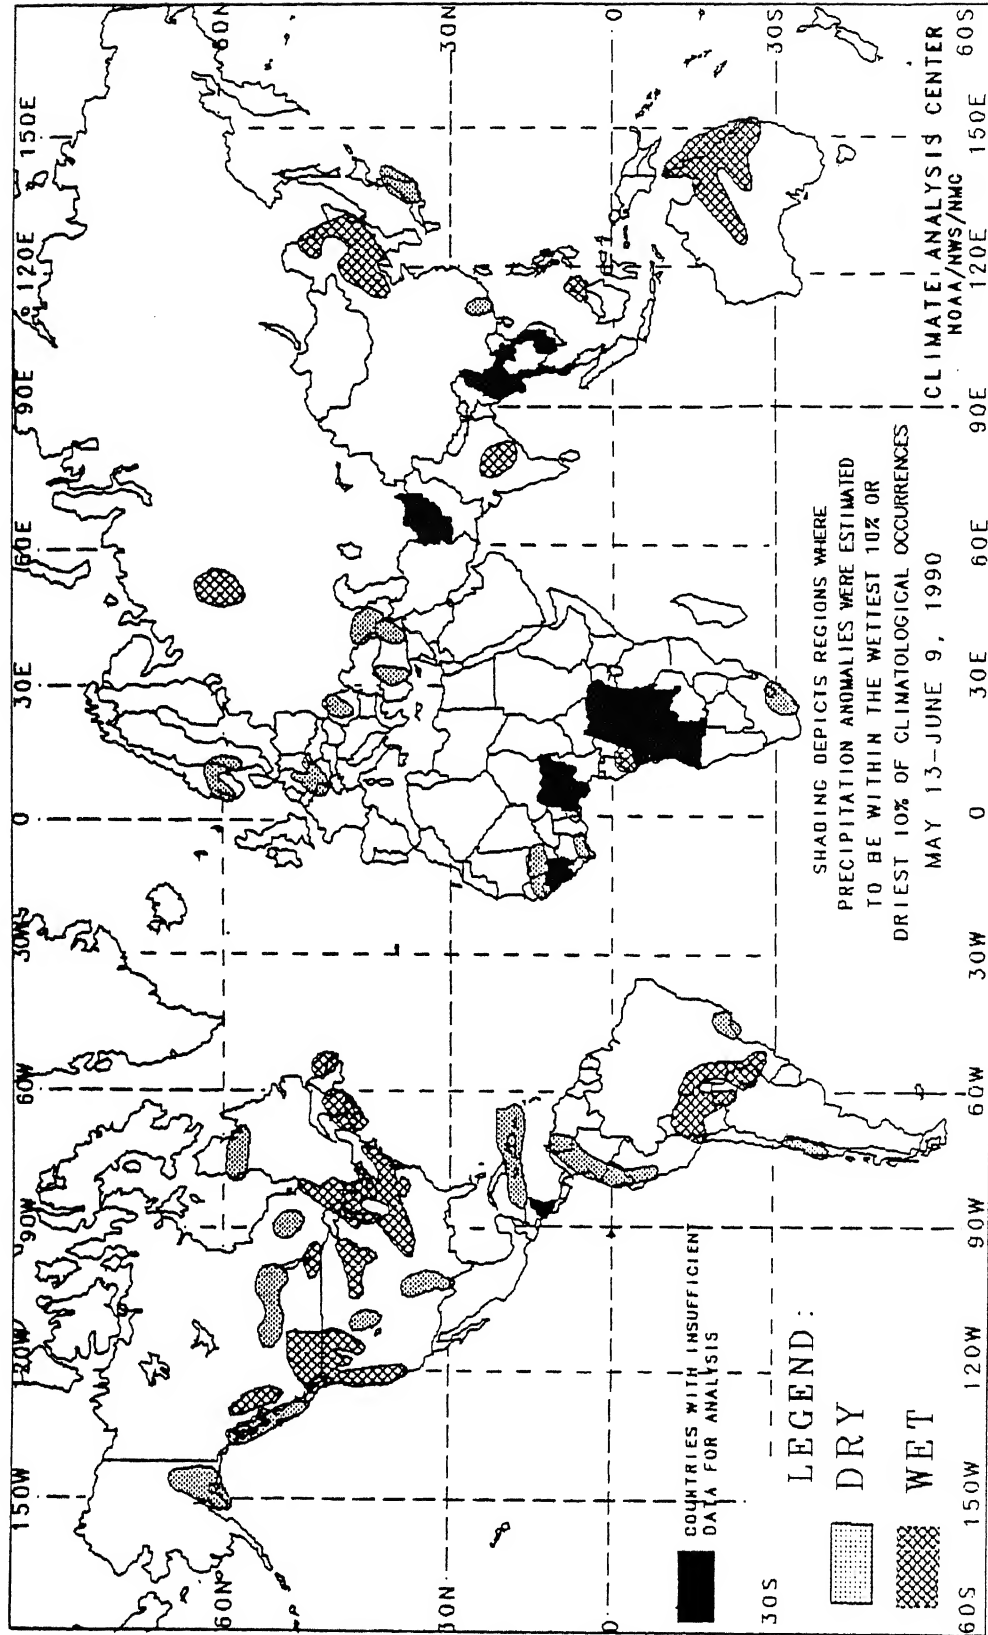 150W 120W 90W 60W 30W 0 30E 60E 90E 120E 150E
60N 60N
30N 30N
0 0
30S 30S
60S 150W 120W 90W 60W 30W 0 30E 60E 90E 120E 150E 60S
COUNTRIES WITH INSUFFICIENT
DATA FOR ANALYSIS
LEGEND:
DRY
WET
SHADING DEPICTS REGIONS WHERE
PRECIPITATION ANOMALIES WERE ESTIMATED
TO BE WITHIN THE WETTEST 10% OR
DRIEST 10% OF CLIMATOLOGICAL OCCURRENCES
MAY 13-JUNE 9, 1990
CLIMATE ANALYSIS CENTER
NOAA/NWS/NMC